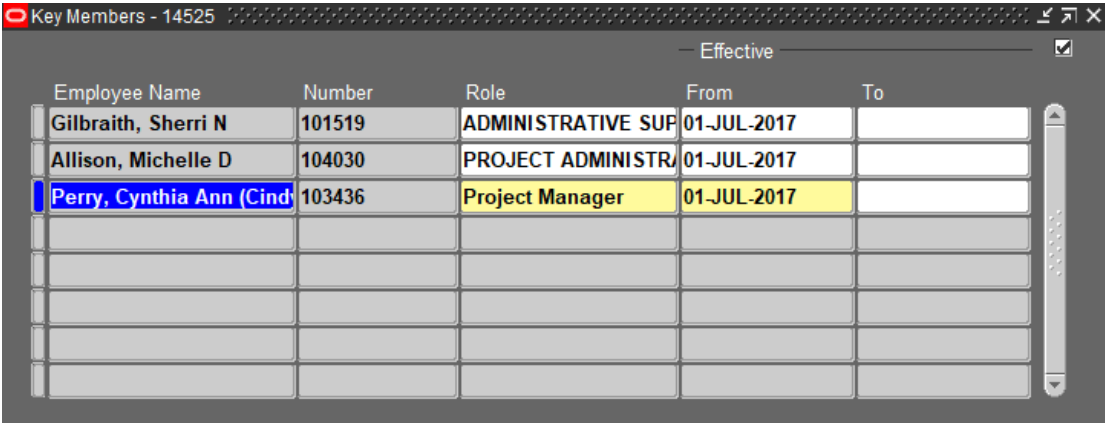 Key Members - 14525
Effective
Employee Name Number Role From To
Gilbraith, Sherri N 101519 ADMINISTRATIVE SUP 01-JUL-2017
Allison, Michelle D 104030 PROJECT ADMINISTRA 01-JUL-2017
Perry, Cynthia Ann (Cindy 103436 Project Manager 01-JUL-2017